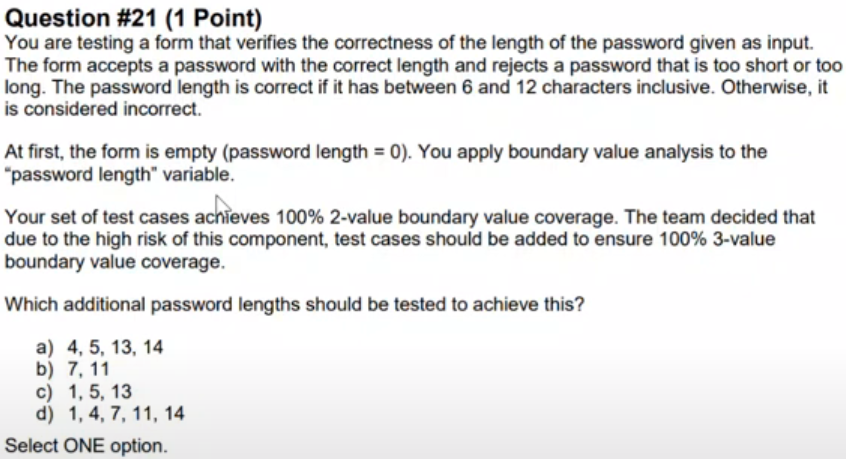 Question #21 (1 Point)
You are testing a form that verifies the correctness of the length of the password given as input.
The form accepts a password with the correct length and rejects a password that is too short or too
long. The password length is correct if it has between 6 and 12 characters inclusive. Otherwise, it
is considered incorrect.
At first, the form is empty (password length = 0). You apply boundary value analysis to the
"password length" variable.
Your set of test cases achieves 100% 2-value boundary value coverage. The team decided that
due to the high risk of this component, test cases should be added to ensure 100% 3-value
boundary value coverage.
Which additional password lengths should be tested to achieve this?
a) 4, 5, 13, 14
b) 7, 11
c) 1, 5, 13
d) 1, 4, 7, 11, 14
Select ONE option.